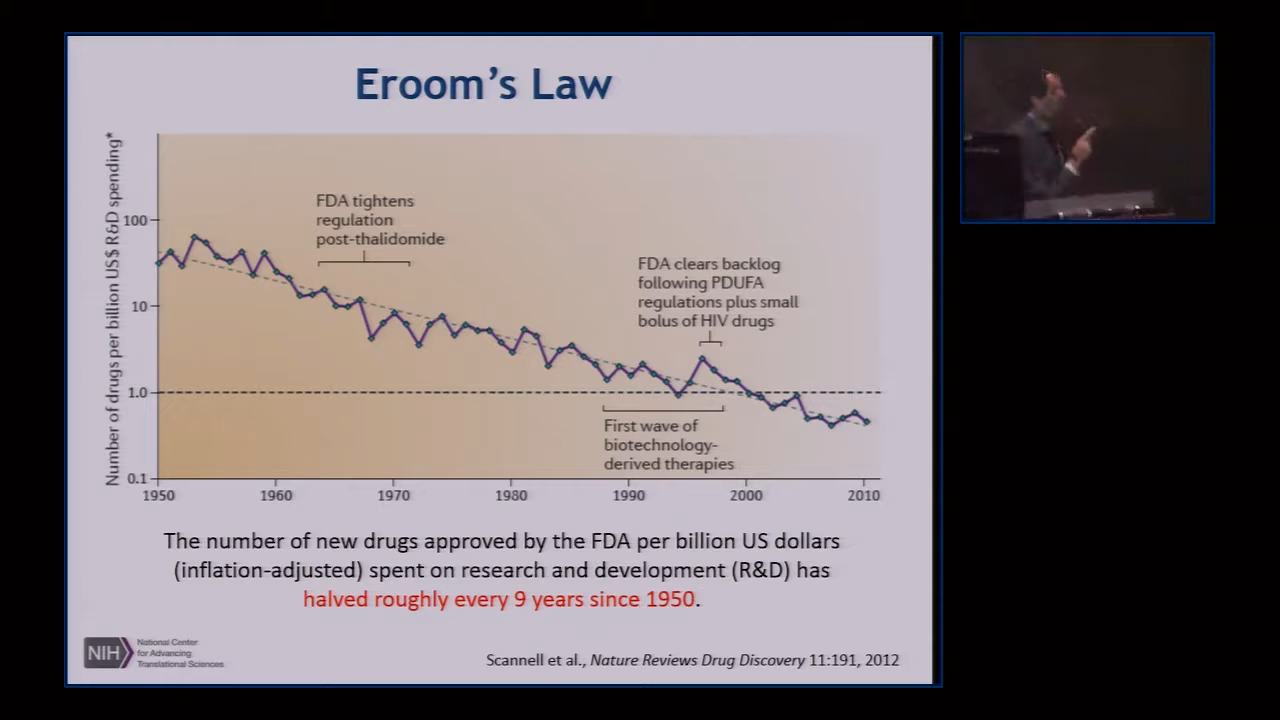 Eroom's Law
Number of drugs per billion US$ R&D spending*
100
10
1.0
0.1
FDA tightens
regulation
post-thalidomide
FDA clears backlog
following PDUFA
regulations plus small
bolus of HIV drugs
First wave of
biotechnology-
derived therapies
1950 1960 1970 1980 1990 2000 2010
The number of new drugs approved by the FDA per billion US dollars
(inflation-adjusted) spent on research and development (R&D) has
halved roughly every 9 years since 1950.
NIH
National Center
for Advancing
Translational Sciences
Scannell et al., Nature Reviews Drug Discovery 11:191, 2012